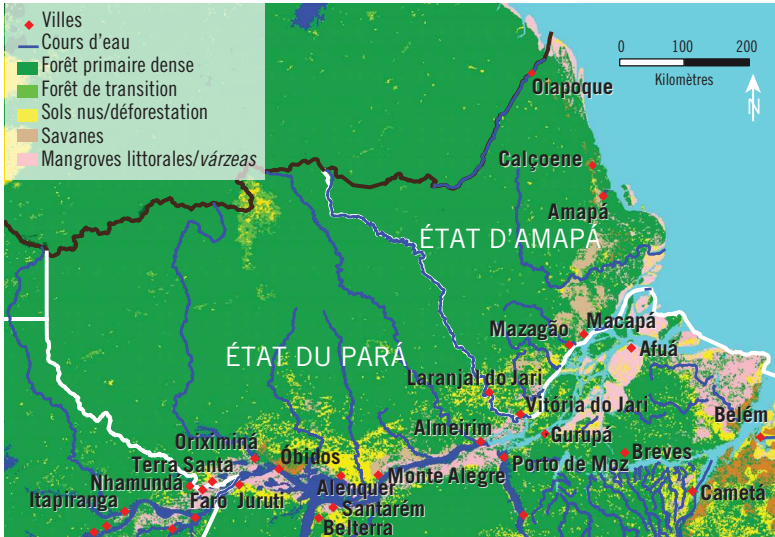 Villes
Cours d'eau
Forêt primaire dense
Forêt de transition
Sols nus/déforestation
Savanes
Mangroves littorales/várzeas
0 100 200
Kilomètres
N
Oiapoque
Calçoene
Amapá
ÉTAT D'AMAPÁ
Macapá
Mazagão
Afuá
ÉTAT DU PARÁ
Laranjal do Jari
Vitória do Jari
Belém
Almeirim
Gurupá
Oriximiná
Óbidos
Breves
Porto de Moz
Terra Santa
Monte Alegre
Nhamundá
Alenquer
Cametá
Faro
Juruti
Itapiranga
Santarém
Belterra